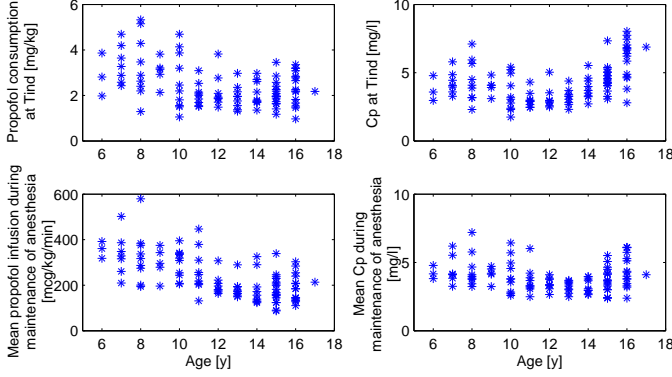 Propofol consumption
at Tind [mg/kg]
6
4
2
0
6 8 10 12 14 16 18
Cp at Tind [mg/l]
10
5
0
6 8 10 12 14 16 18
Mean propofol infusion during
maintenance of anesthesia
[mcg/kg/min]
600
400
200
0
6 8 10 12 14 16 18
Age [y]
Mean Cp during
maintenance of anesthesia
[mg/l]
10
5
0
6 8 10 12 14 16 18
Age [y]